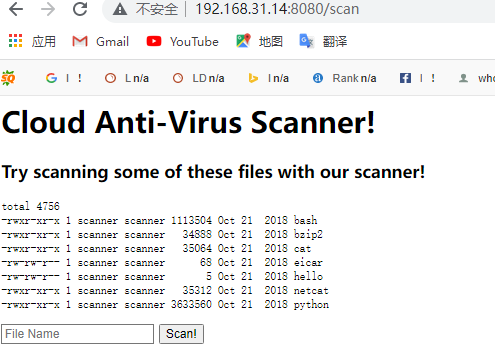 不安全 | 192.168.31.14:8080/scan
应用 Gmail YouTube 地图 翻译
SQ I ! L n/a LD n/a I n/a Rank n/a I ! whc
Cloud Anti-Virus Scanner!
Try scanning some of these files with our scanner!
total 4756
-rwxr-xr-x 1 scanner scanner 1113504 Oct 21  2018 bash
-rwxr-xr-x 1 scanner scanner   34888 Oct 21  2018 bzip2
-rwxr-xr-x 1 scanner scanner   35064 Oct 21  2018 cat
-rw-rw-r-- 1 scanner scanner      68 Oct 21  2018 eicar
-rw-rw-r-- 1 scanner scanner       5 Oct 21  2018 hello
-rwxr-xr-x 1 scanner scanner   35312 Oct 21  2018 netcat
-rwxr-xr-x 1 scanner scanner 3633560 Oct 21  2018 python
File Name Scan!